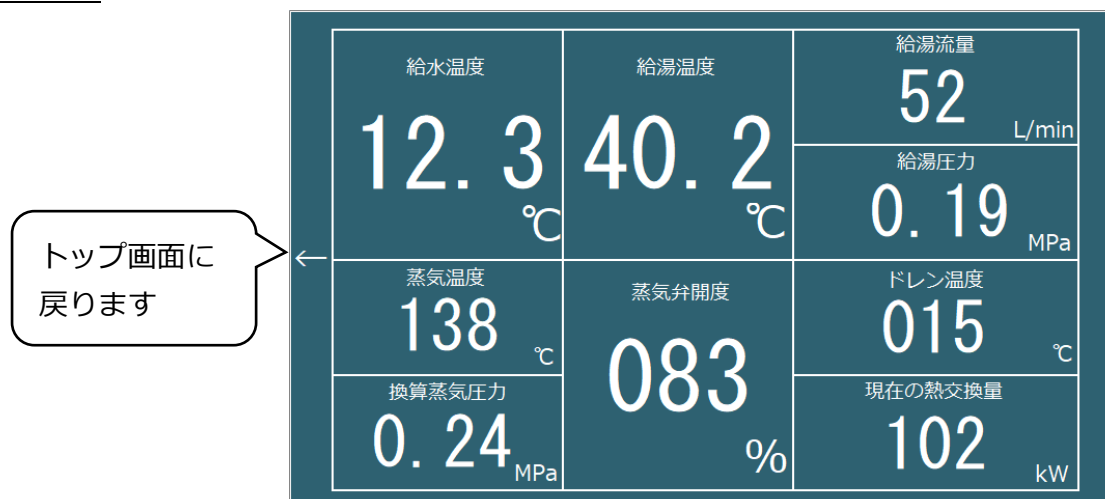 給水温度
12.3
℃
給湯温度
40.2
℃
給湯流量
52
L/min
給湯圧力
0.19
MPa
トップ画面に
戻ります
←
蒸気温度
138
℃
換算蒸気圧力
0.24
MPa
蒸気弁開度
083
%
ドレン温度
015
℃
現在の熱交換量
102
kW